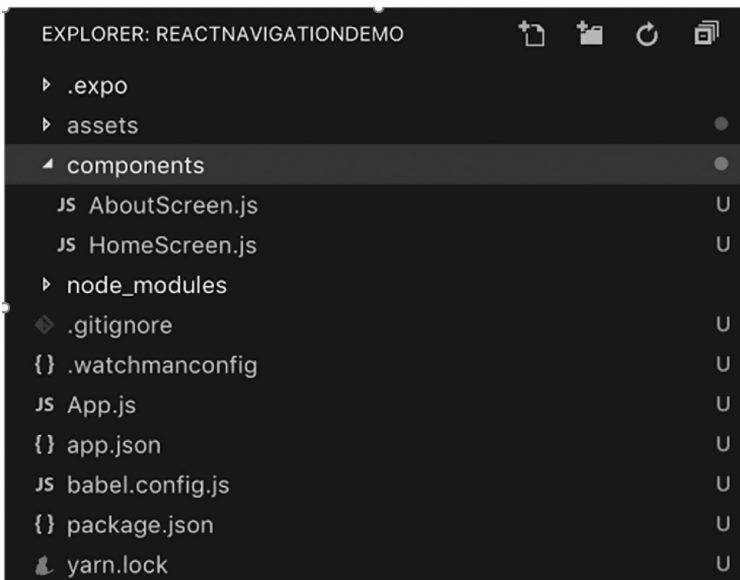 EXPLORER: REACTNAVIGATIONDEMO
.expo
assets
components
JS AboutScreen.js U
JS HomeScreen.js U
node_modules
.gitignore U
{} .watchmanconfig U
JS App.js U
{} app.json U
JS babel.config.js U
{} package.json U
yarn.lock U